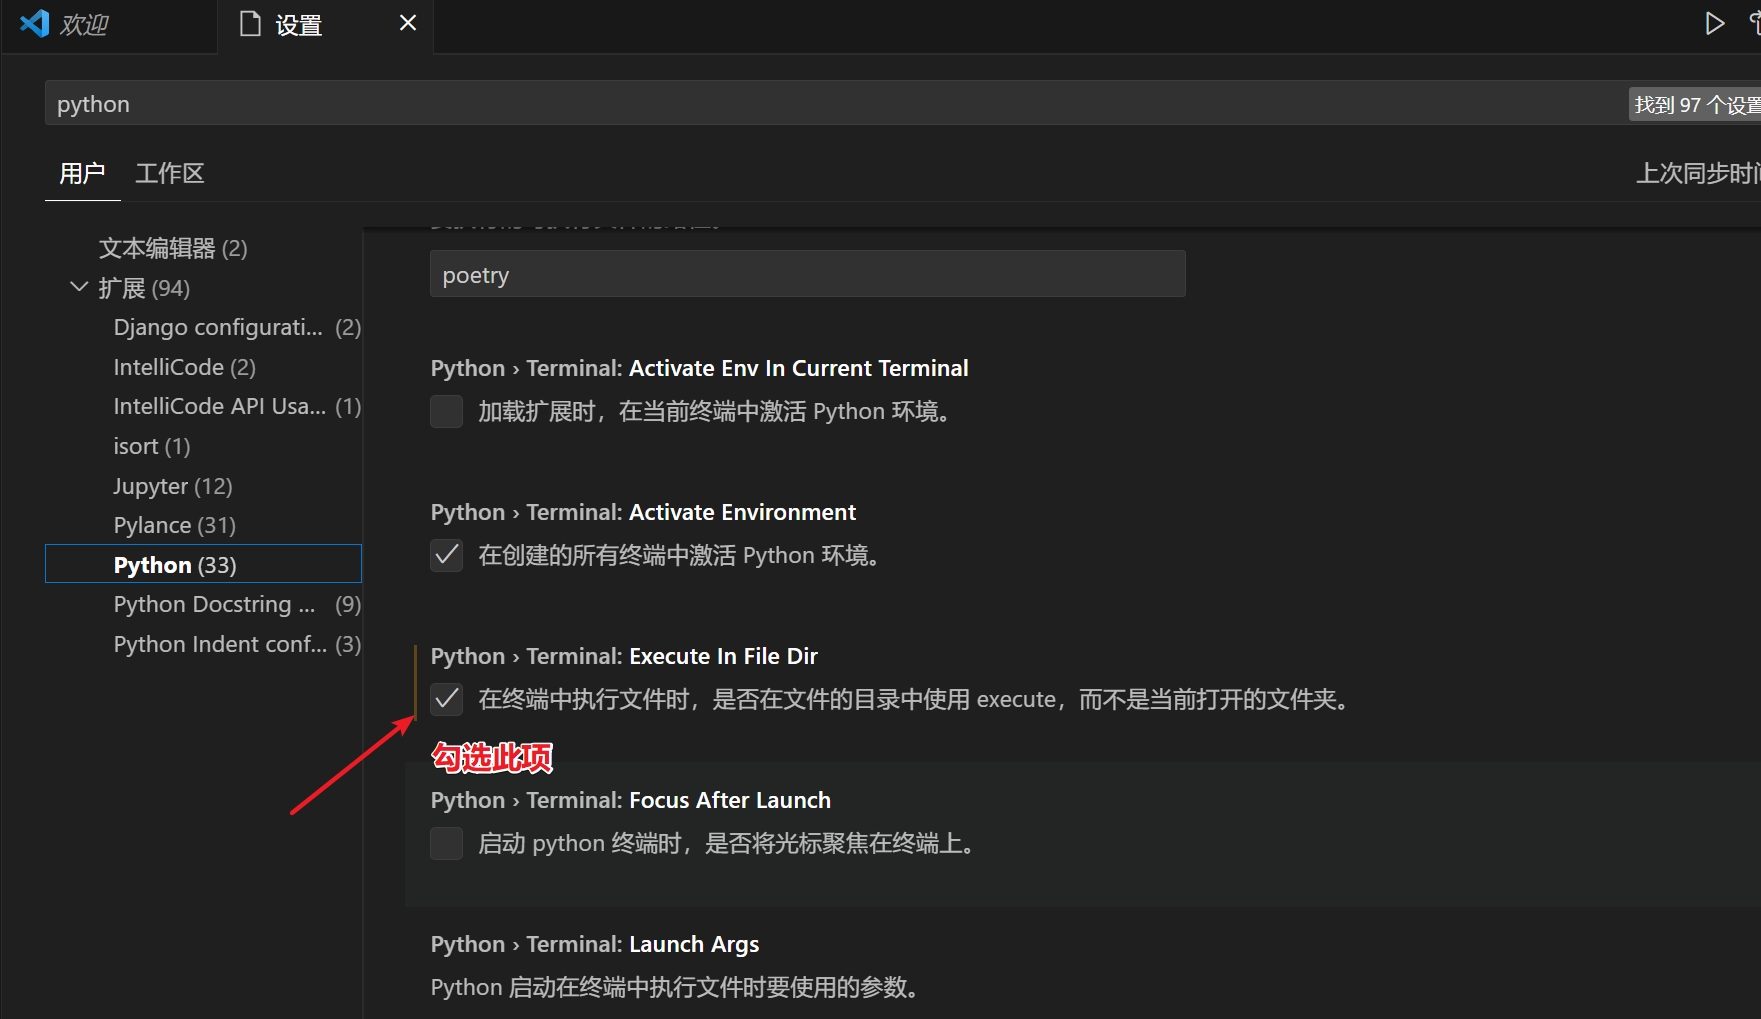 欢迎
设置
python
找到 97 个设置
用户
工作区
上次同步时间
文本编辑器 (2)
扩展 (94)
Django configurati... (2)
IntelliCode (2)
IntelliCode API Usa... (1)
isort (1)
Jupyter (12)
Pylance (31)
Python (33)
Python Docstring ... (9)
Python Indent conf... (3)
poetry
Python › Terminal: Activate Env In Current Terminal
加载扩展时，在当前终端中激活 Python 环境。
Python › Terminal: Activate Environment
在创建的所有终端中激活 Python 环境。
Python › Terminal: Execute In File Dir
在终端中执行文件时，是否在文件的目录中使用 execute，而不是当前打开的文件夹。
勾选此项
Python › Terminal: Focus After Launch
启动 python 终端时，是否将光标聚焦在终端上。
Python › Terminal: Launch Args
Python 启动在终端中执行文件时要使用的参数。